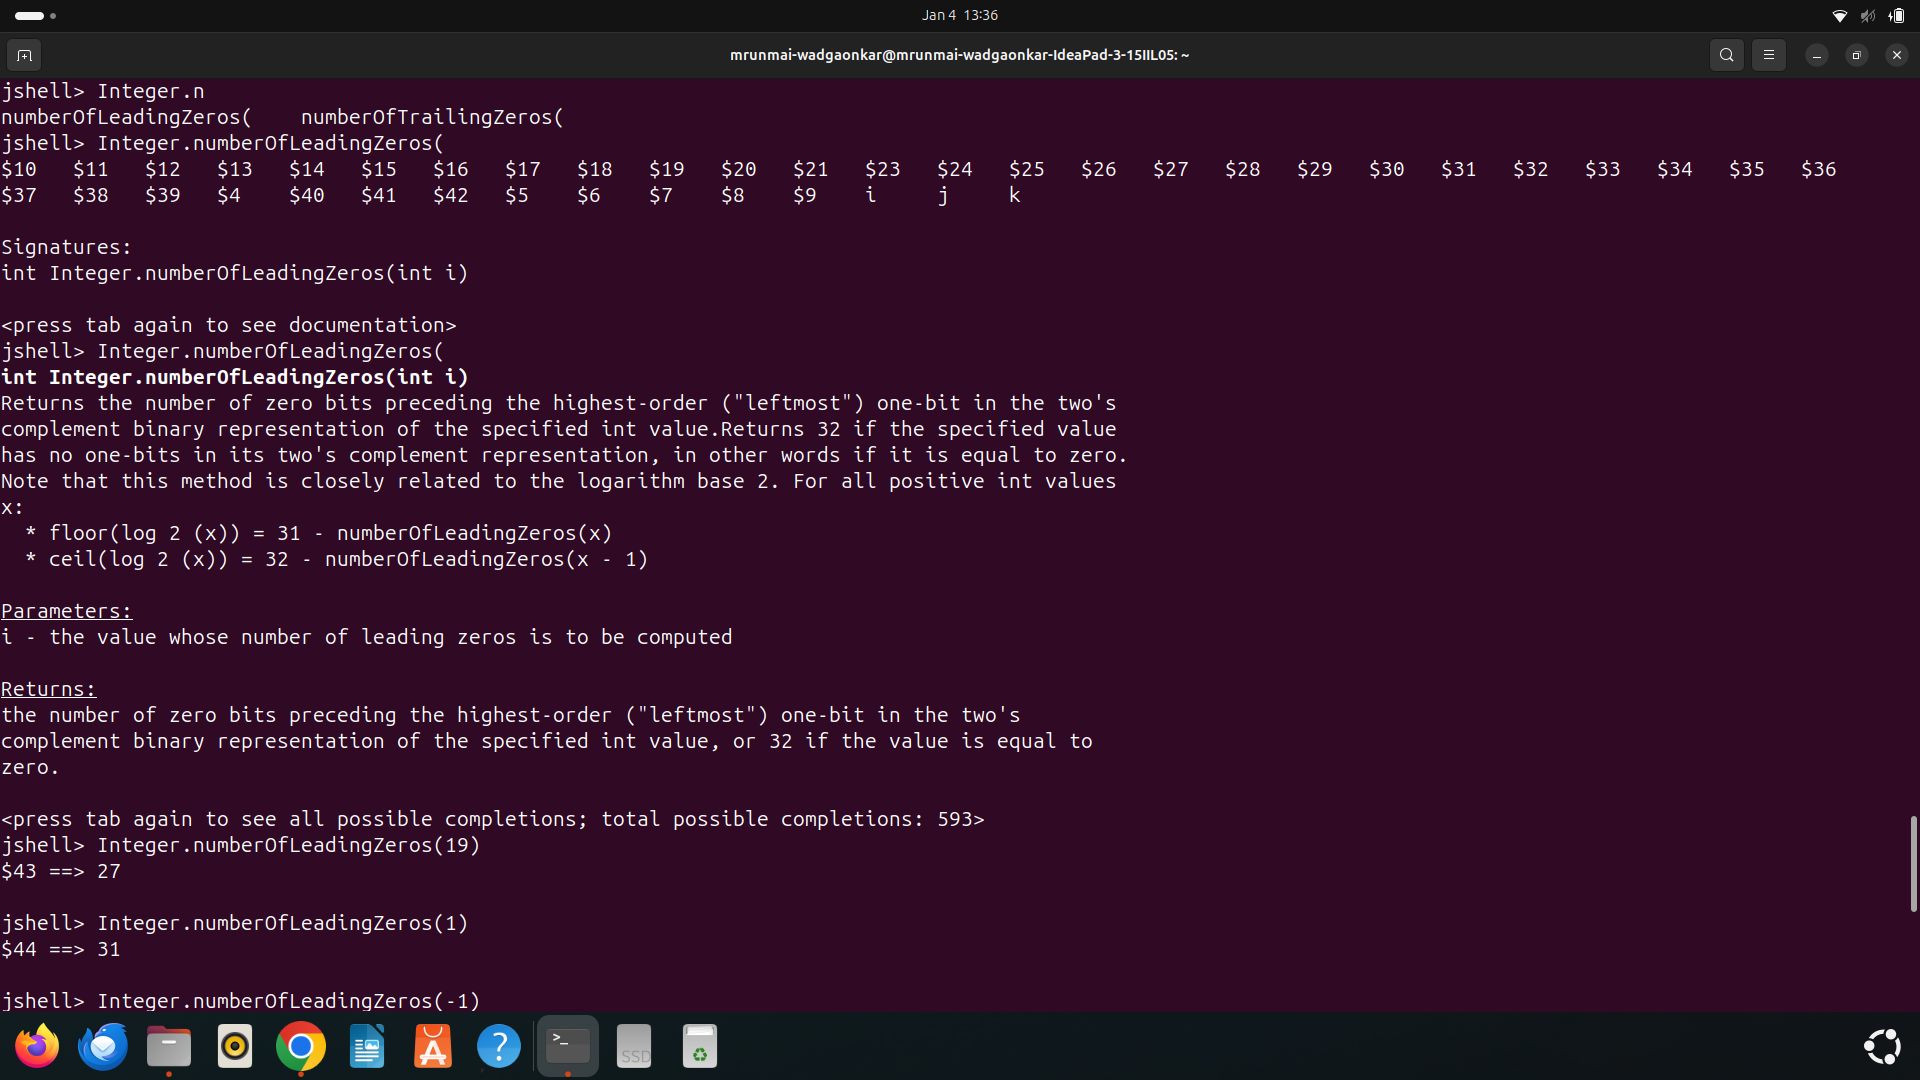 Jan 4 13:36
mrunmai-wadgaonkar@mrunmai-wadgaonkar-IdeaPad-3-15IIL05: ~
jshell> Integer.n
numberOfLeadingZeros(    numberOfTrailingZeros(
jshell> Integer.numberOfLeadingZeros(
$10   $11   $12   $13   $14   $15   $16   $17   $18   $19   $20   $21   $23   $24   $25   $26   $27   $28   $29   $30   $31   $32   $33   $34   $35   $36
$37   $38   $39   $4    $40   $41   $42   $5    $6    $7    $8    $9    i     j     k
Signatures:
int Integer.numberOfLeadingZeros(int i)
<press tab again to see documentation>
jshell> Integer.numberOfLeadingZeros(
int Integer.numberOfLeadingZeros(int i)
Returns the number of zero bits preceding the highest-order ("leftmost") one-bit in the two's
complement binary representation of the specified int value.Returns 32 if the specified value
has no one-bits in its two's complement representation, in other words if it is equal to zero.
Note that this method is closely related to the logarithm base 2. For all positive int values
x:
  * floor(log 2 (x)) = 31 - numberOfLeadingZeros(x)
  * ceil(log 2 (x)) = 32 - numberOfLeadingZeros(x - 1)
Parameters:
i - the value whose number of leading zeros is to be computed
Returns:
the number of zero bits preceding the highest-order ("leftmost") one-bit in the two's
complement binary representation of the specified int value, or 32 if the value is equal to
zero.
<press tab again to see all possible completions; total possible completions: 593>
jshell> Integer.numberOfLeadingZeros(19)
$43 ==> 27
jshell> Integer.numberOfLeadingZeros(1)
$44 ==> 31
jshell> Integer.numberOfLeadingZeros(-1)
SSD